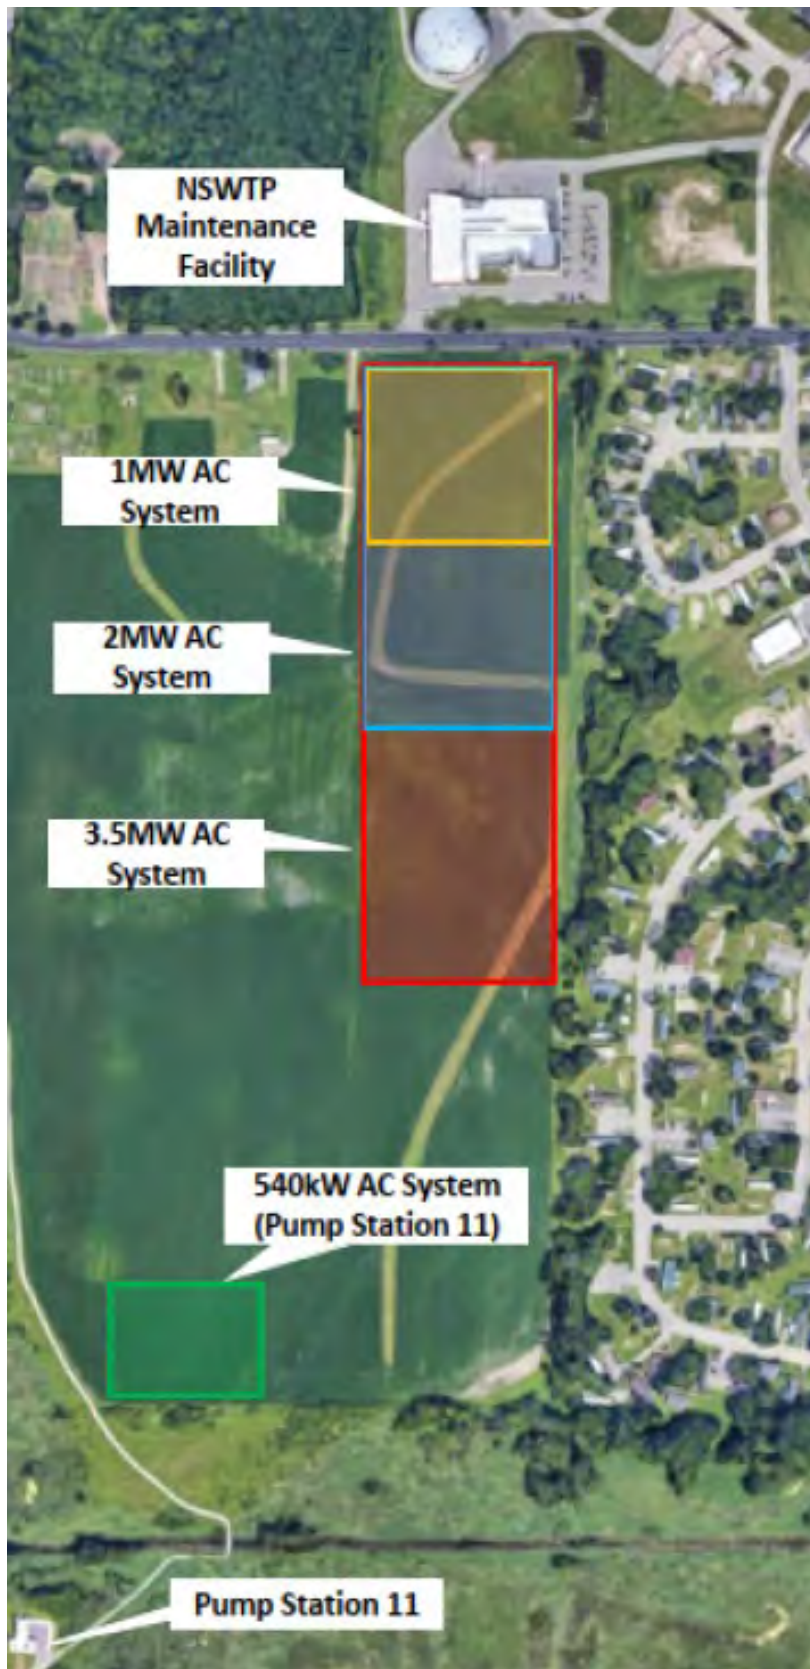 NSWTP
Maintenance
Facility
1MW AC
System
2MW AC
System
3.5MW AC
System
540kW AC System
(Pump Station 11)
Pump Station 11